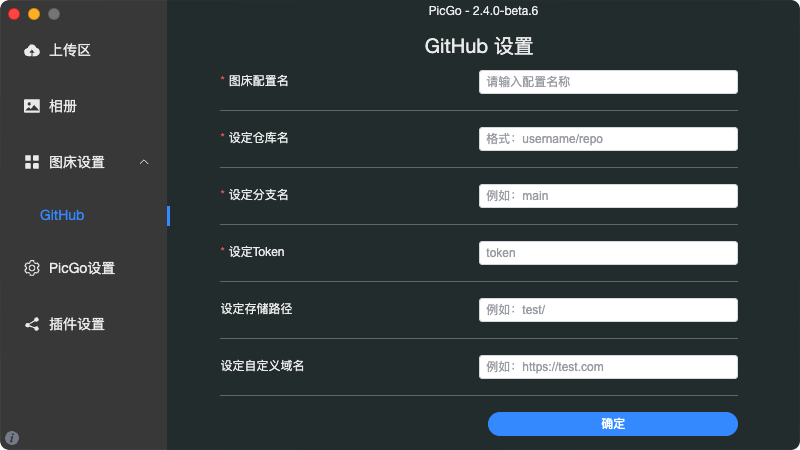 PicGo - 2.4.0-beta.6
上传区
相册
图床设置
GitHub
PicGo设置
插件设置
GitHub 设置
* 图床配置名
请输入配置名称
* 设定仓库名
格式：username/repo
* 设定分支名
例如：main
* 设定Token
token
设定存储路径
例如：test/
设定自定义域名
例如：https://test.com
确定